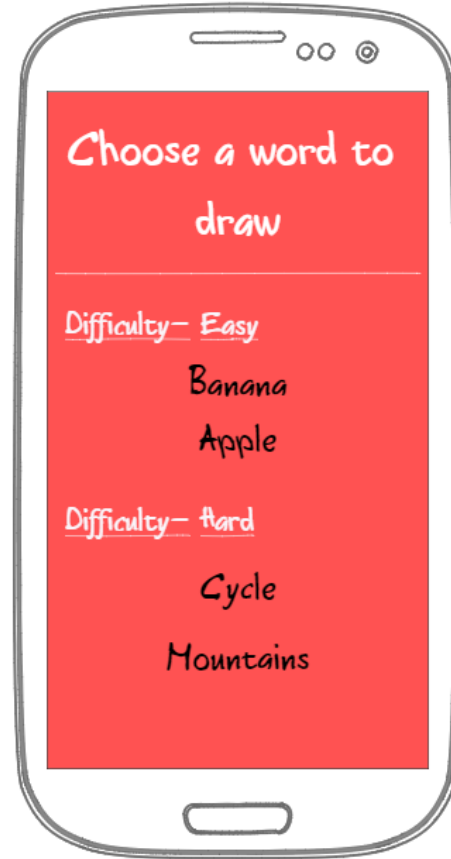 Choose a word to
draw
Difficulty- Easy
Banana
Apple
Difficulty- Hard
Cycle
Mountains